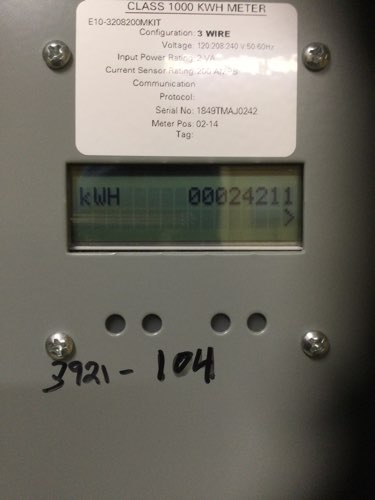 CLASS 1000 KWH METER
E10-3208200MKIT
Configuration: 3 WIRE
Voltage: 120:208:240 V 50-60Hz
Input Power Rating: 2 VA
Current Sensor Rating: 200
Communication
Protocol:
Serial No: 1849TMAJ0242
Meter Pos: 02-14
Tag:
kWH 00024211
>
3921-104